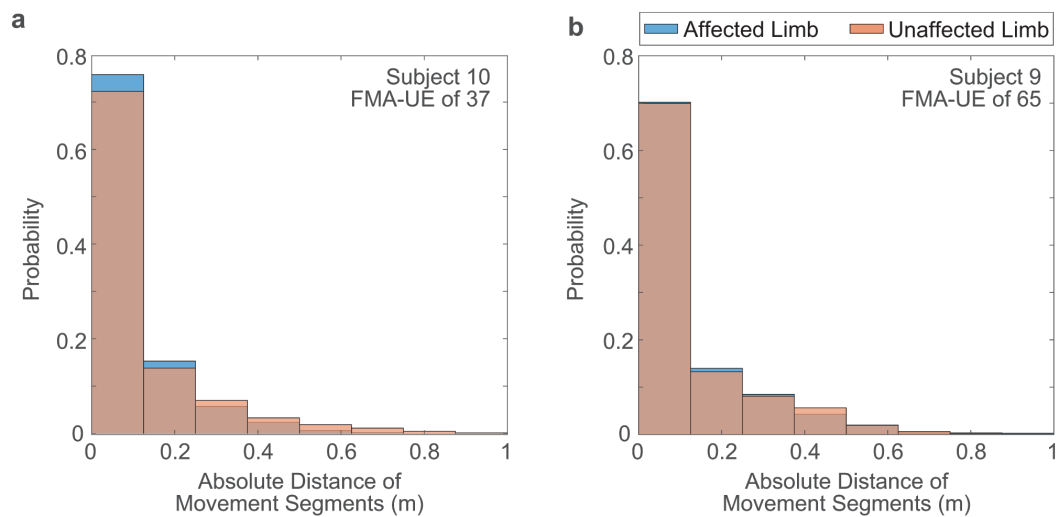 a
Subject 10
FMA-UE of 37
0.8
0.6
0.4
0.2
0
Probability
0
0.2
0.4
0.6
0.8
1
Absolute Distance of
Movement Segments (m)
b
Affected Limb
Unaffected Limb
Subject 9
FMA-UE of 65
0.8
0.6
0.4
0.2
0
Probability
0
0.2
0.4
0.6
0.8
1
Absolute Distance of
Movement Segments (m)